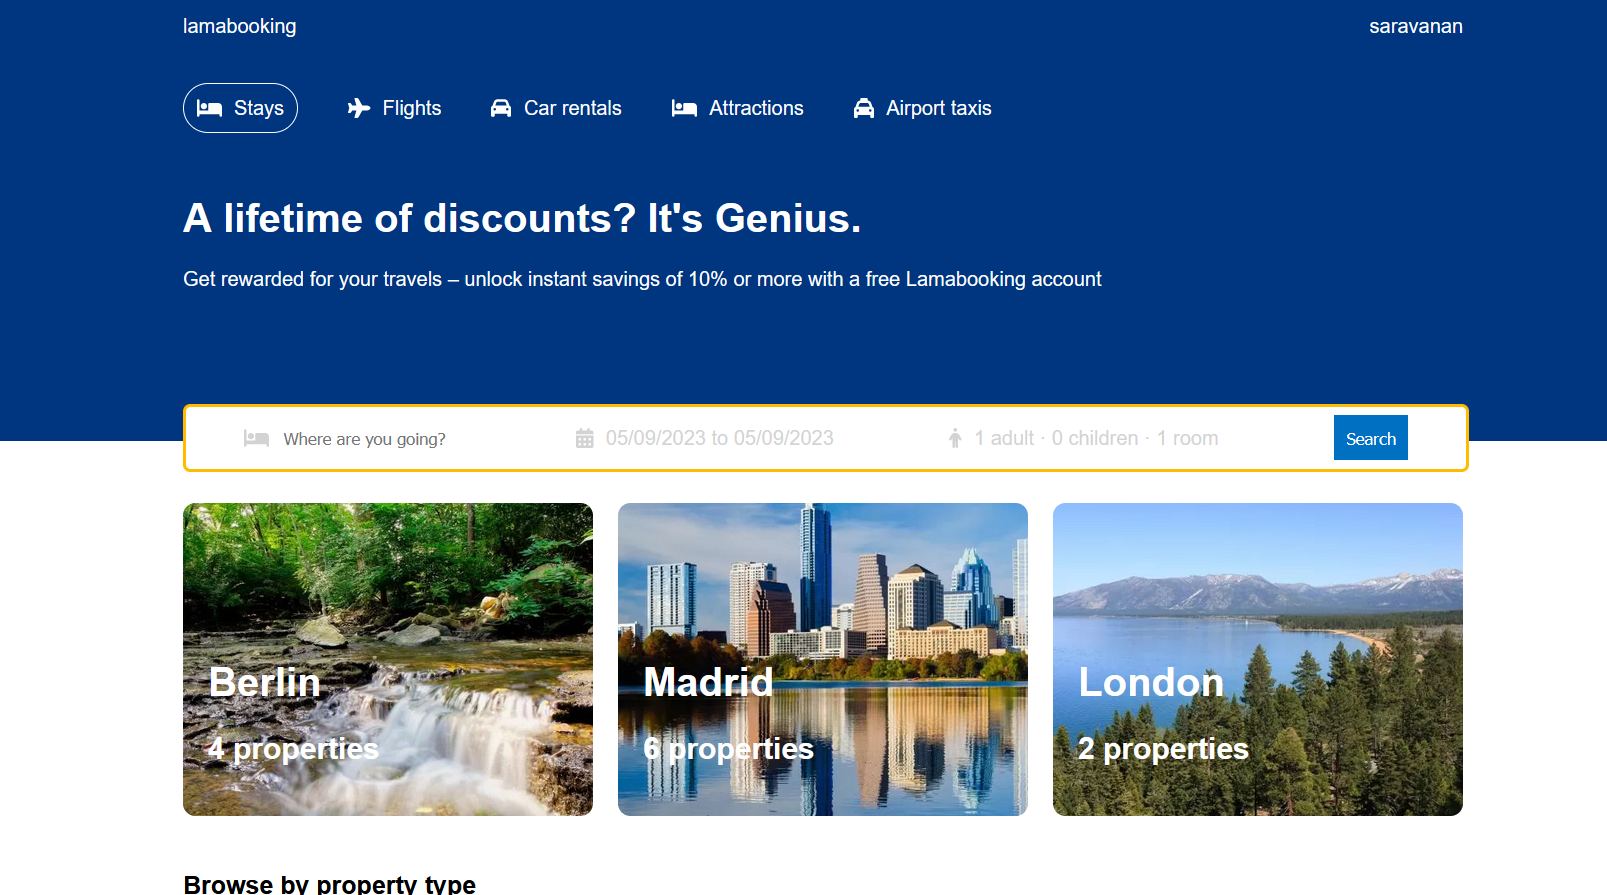 lamabooking
saravanan
Stays
Flights
Car rentals
Attractions
Airport taxis
A lifetime of discounts? It's Genius.
Get rewarded for your travels – unlock instant savings of 10% or more with a free Lamabooking account
Where are you going?
05/09/2023 to 05/09/2023
1 adult · 0 children · 1 room
Search
Berlin
4 properties
Madrid
6 properties
London
2 properties
Browse by property type